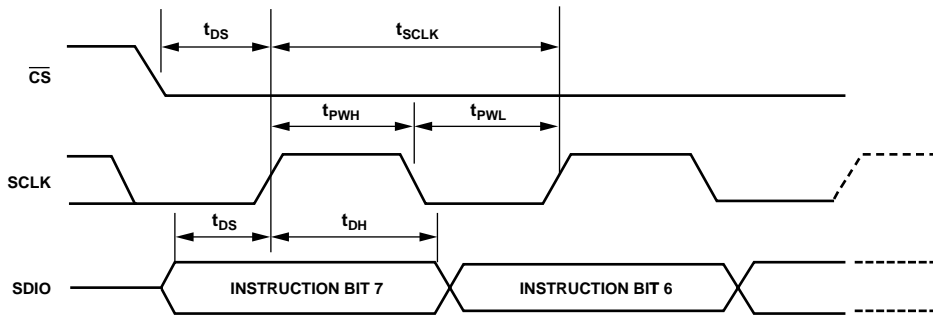 tDS
tSCLK
CS
tPWH
tPWL
SCLK
tDS
tDH
SDIO
INSTRUCTION BIT 7
INSTRUCTION BIT 6